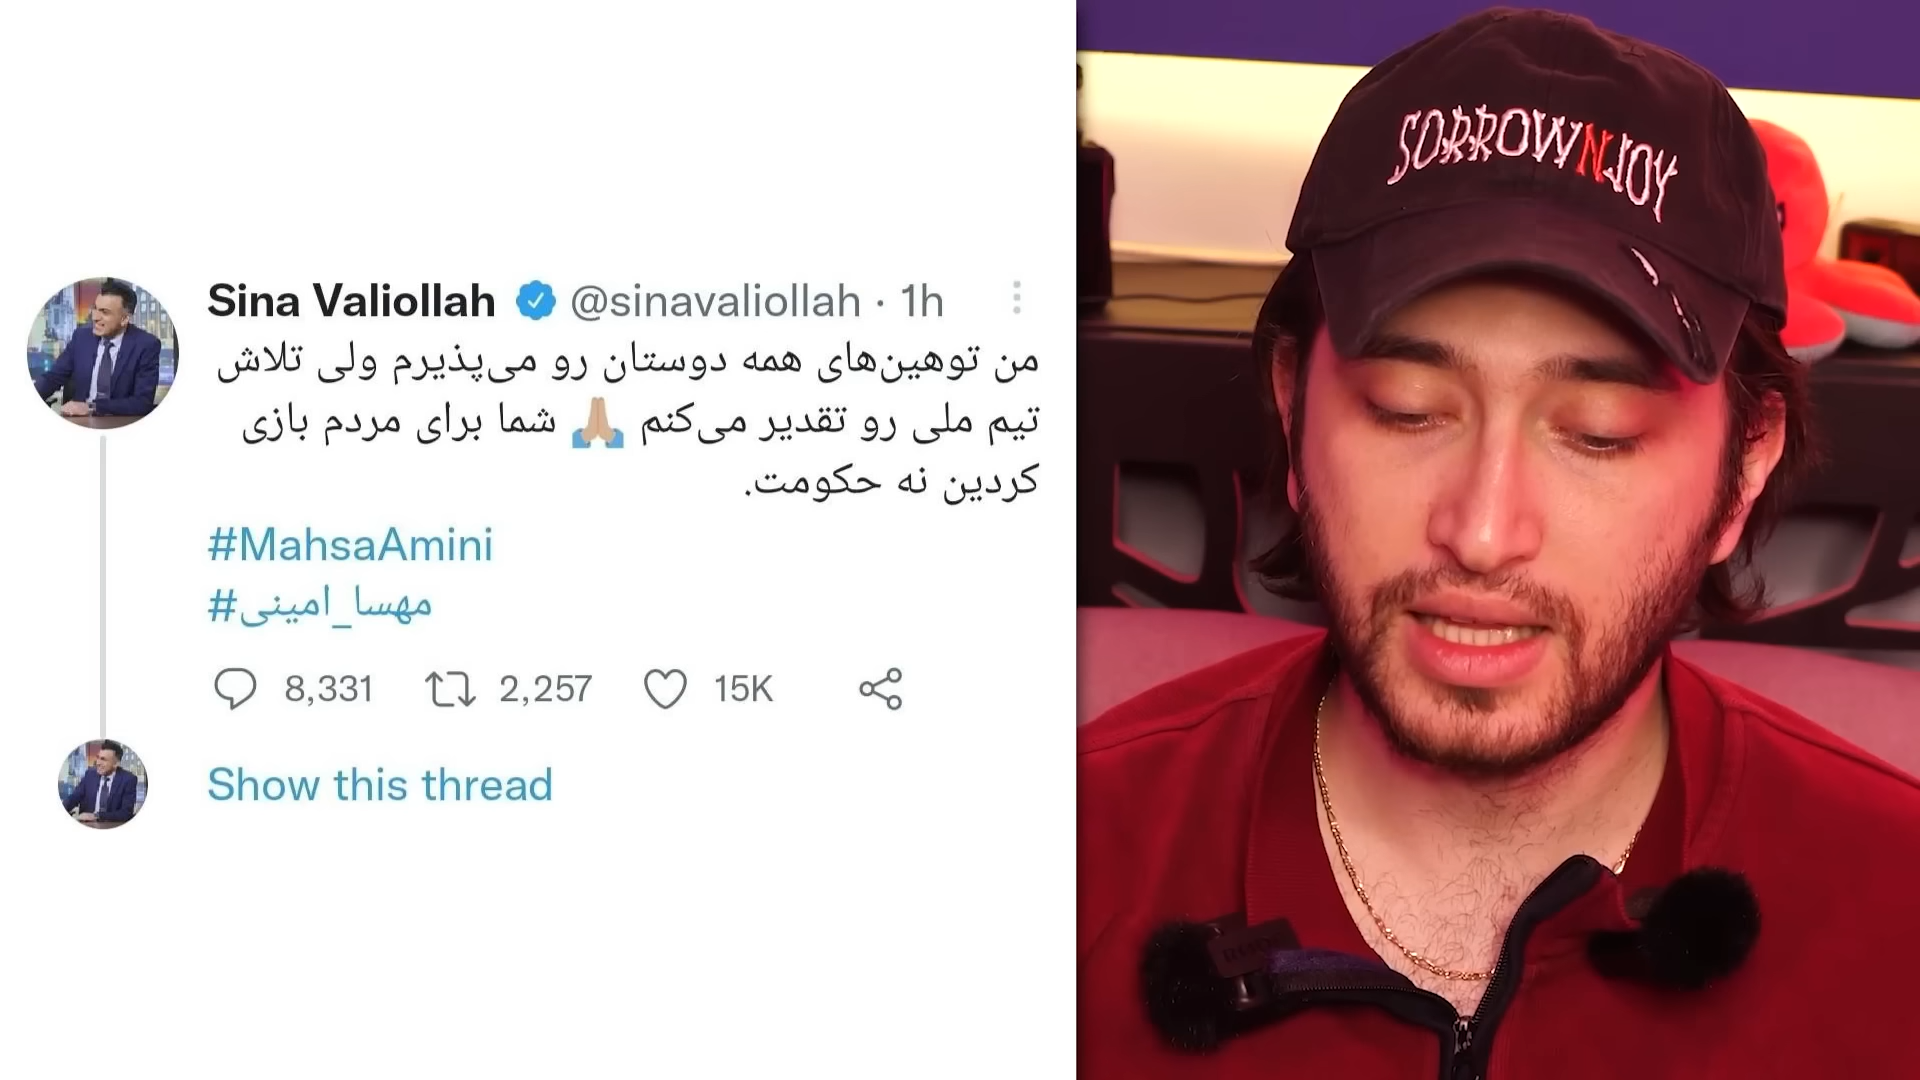 Sina Valiollah @sinavaliollah · 1h
من توهین‌های همه دوستان رو می‌پذیرم ولی تلاش
تیم ملی رو تقدیر می‌کنم 🙏🏼 شما برای مردم بازی
کردین نه حکومت.
#MahsaAmini
#مهسا_امینی
8,331 2,257 15K
Show this thread
SORROWNJOY